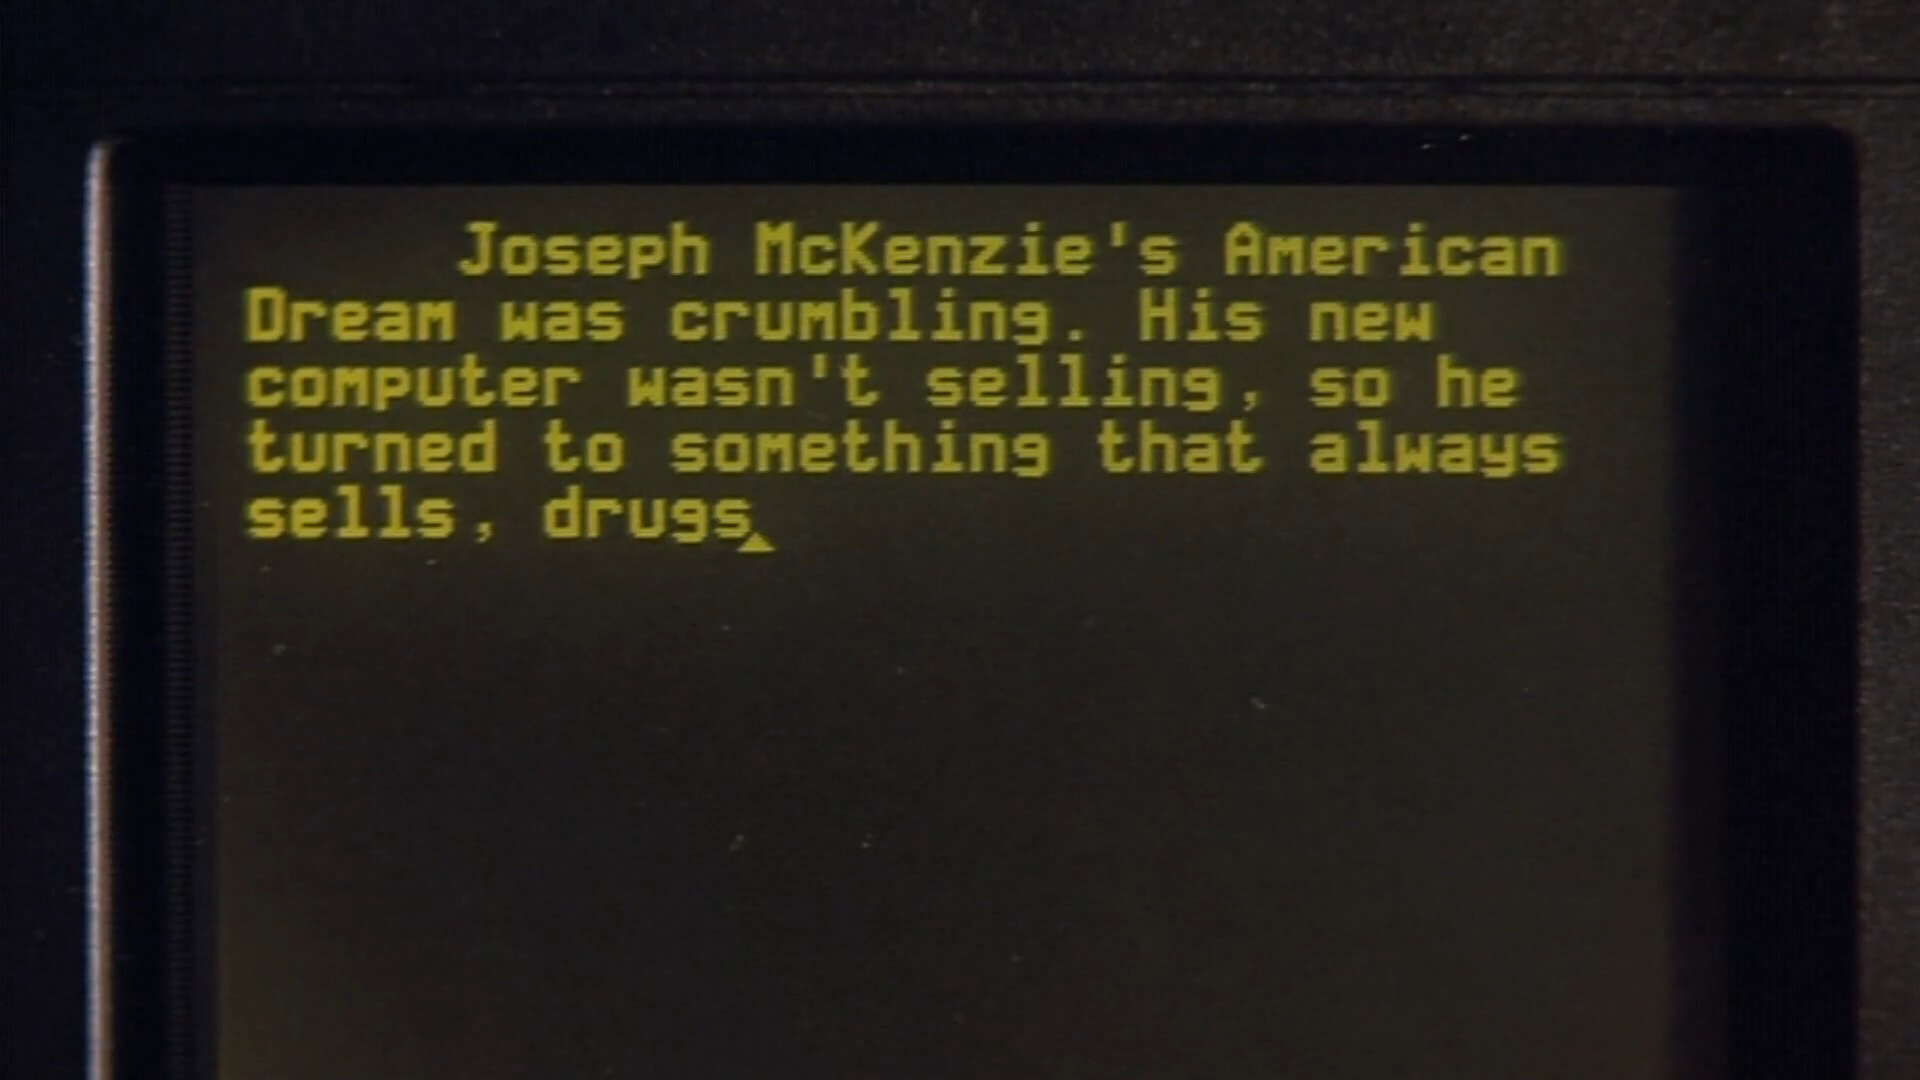 Joseph McKenzie's American
Dream was crumbling. His new
computer wasn't selling, so he
turned to something that always
sells, drugs